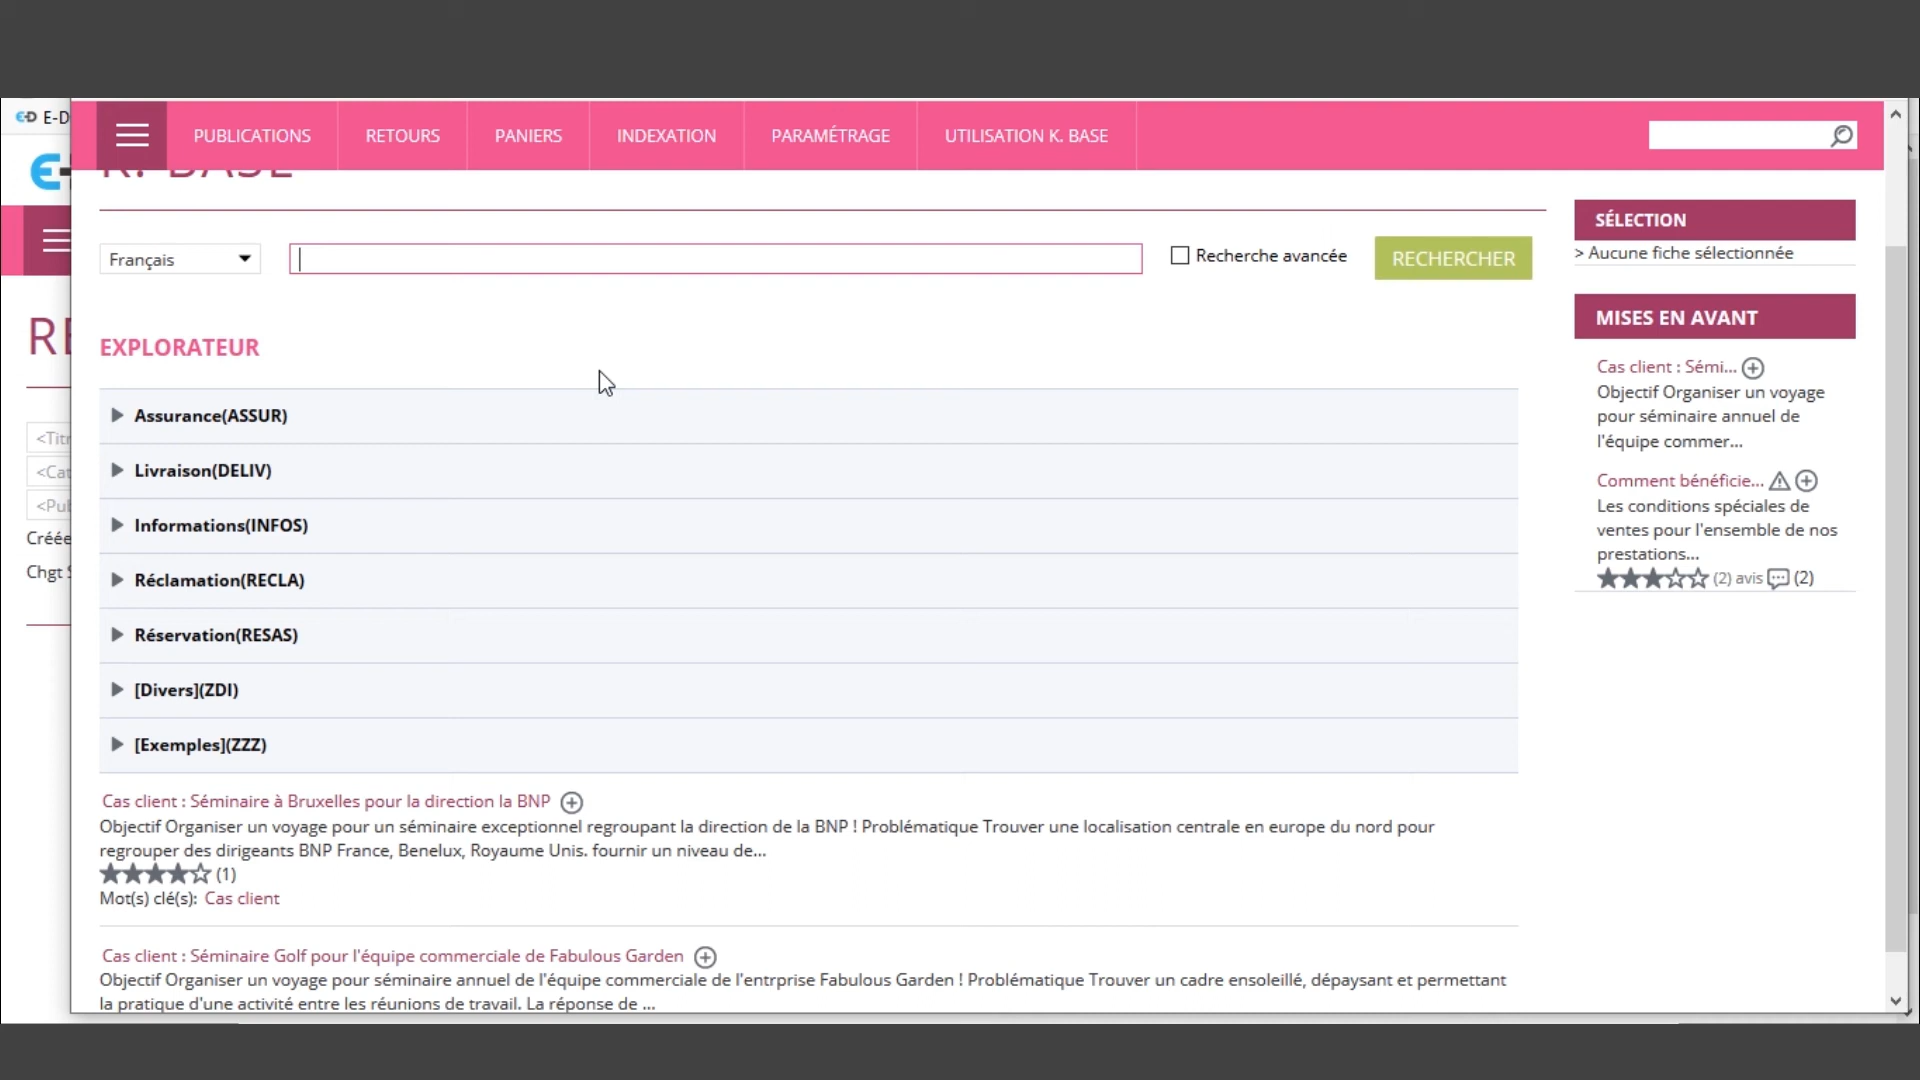 E-D
PUBLICATIONS
RETOURS
PANIERS
INDEXATION
PARAMÉTRAGE
UTILISATION K. BASE
K. BASE
Français
Recherche avancée
RECHERCHER
SÉLECTION
> Aucune fiche sélectionnée
MISES EN AVANT
Cas client : Sémi...
Objectif Organiser un voyage
pour séminaire annuel de
l'équipe commer...
Comment bénéficie...
Les conditions spéciales de
ventes pour l'ensemble de nos
prestations...
(2) avis (2)
RE
<Titr
<Cat
<Pub
Créée
Chgt S
EXPLORATEUR
Assurance(ASSUR)
Livraison(DELIV)
Informations(INFOS)
Réclamation(RECLA)
Réservation(RESAS)
[Divers](ZDI)
[Exemples](ZZZ)
Cas client : Séminaire à Bruxelles pour la direction la BNP
Objectif Organiser un voyage pour un séminaire exceptionnel regroupant la direction de la BNP ! Problématique Trouver une localisation centrale en europe du nord pour
regrouper des dirigeants BNP France, Benelux, Royaume Unis. fournir un niveau de...
(1)
Mot(s) clé(s): Cas client
Cas client : Séminaire Golf pour l'équipe commerciale de Fabulous Garden
Objectif Organiser un voyage pour séminaire annuel de l'équipe commerciale de l'entrprise Fabulous Garden ! Problématique Trouver un cadre ensoleillé, dépaysant et permettant
la pratique d'une activité entre les réunions de travail. La réponse de ...